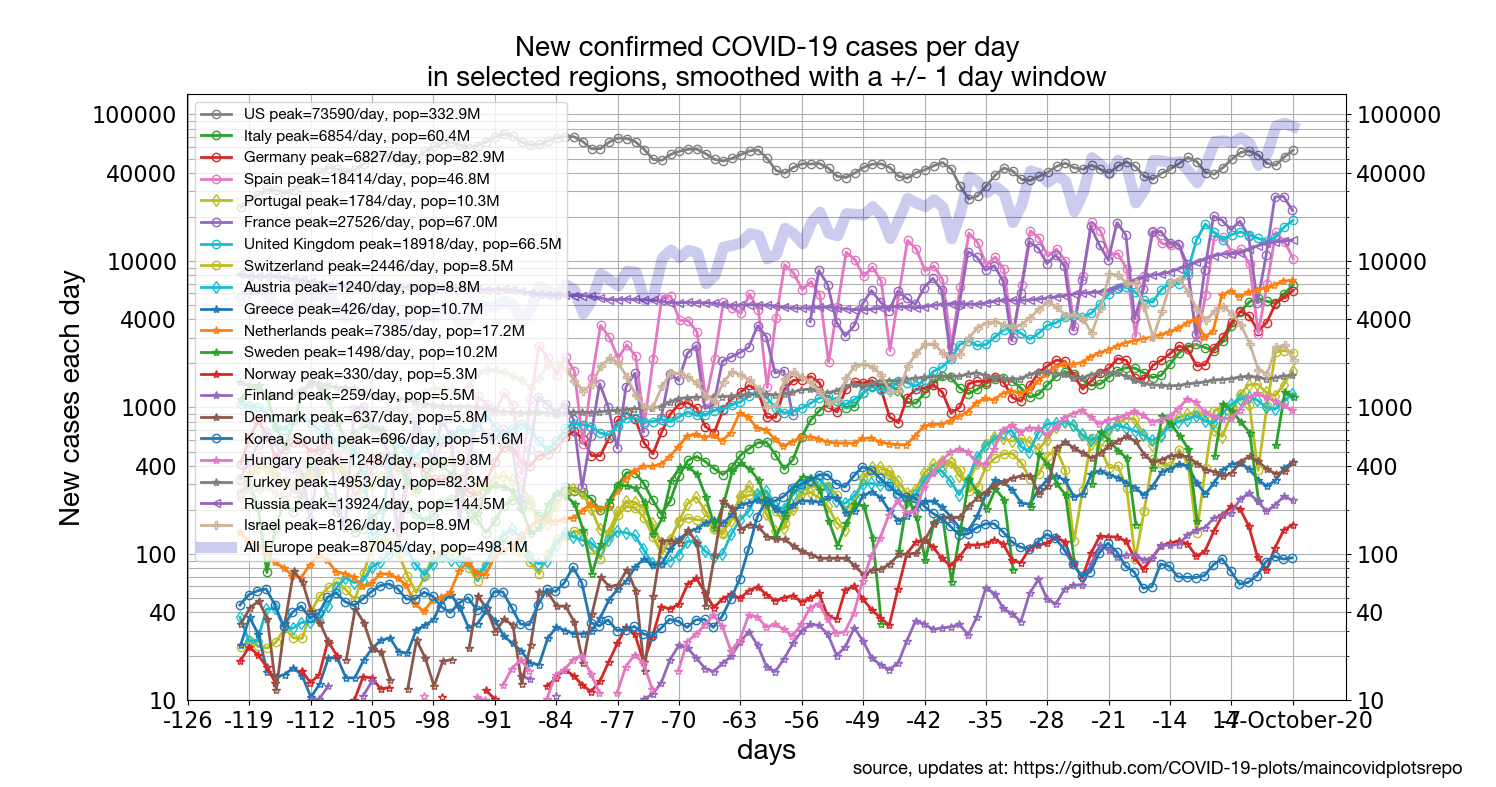 New confirmed COVID-19 cases per day
in selected regions, smoothed with a +/- 1 day window
100000
40000
10000
4000
1000
400
100
40
10
New cases each day
US peak=73590/day, pop=332.9M
Italy peak=6854/day, pop=60.4M
Germany peak=6827/day, pop=82.9M
Spain peak=18414/day, pop=46.8M
Portugal peak=1784/day, pop=10.3M
France peak=27526/day, pop=67.0M
United Kingdom peak=18918/day, pop=66.5M
Switzerland peak=2446/day, pop=8.5M
Austria peak=1240/day, pop=8.8M
Greece peak=426/day, pop=10.7M
Netherlands peak=7385/day, pop=17.2M
Sweden peak=1498/day, pop=10.2M
Norway peak=330/day, pop=5.3M
Finland peak=259/day, pop=5.5M
Denmark peak=637/day, pop=5.8M
Korea, South peak=696/day, pop=51.6M
Hungary peak=1248/day, pop=9.8M
Turkey peak=4953/day, pop=82.3M
Russia peak=13924/day, pop=144.5M
Israel peak=8126/day, pop=8.9M
All Europe peak=87045/day, pop=498.1M
100000
40000
10000
4000
1000
400
100
40
10
-126 -119 -112 -105 -98 -91 -84 -77 -70 -63 -56 -49 -42 -35 -28 -21 -14 -7 17-October-20
days
source, updates at: https://github.com/COVID-19-plots/maincovidplotsrepo